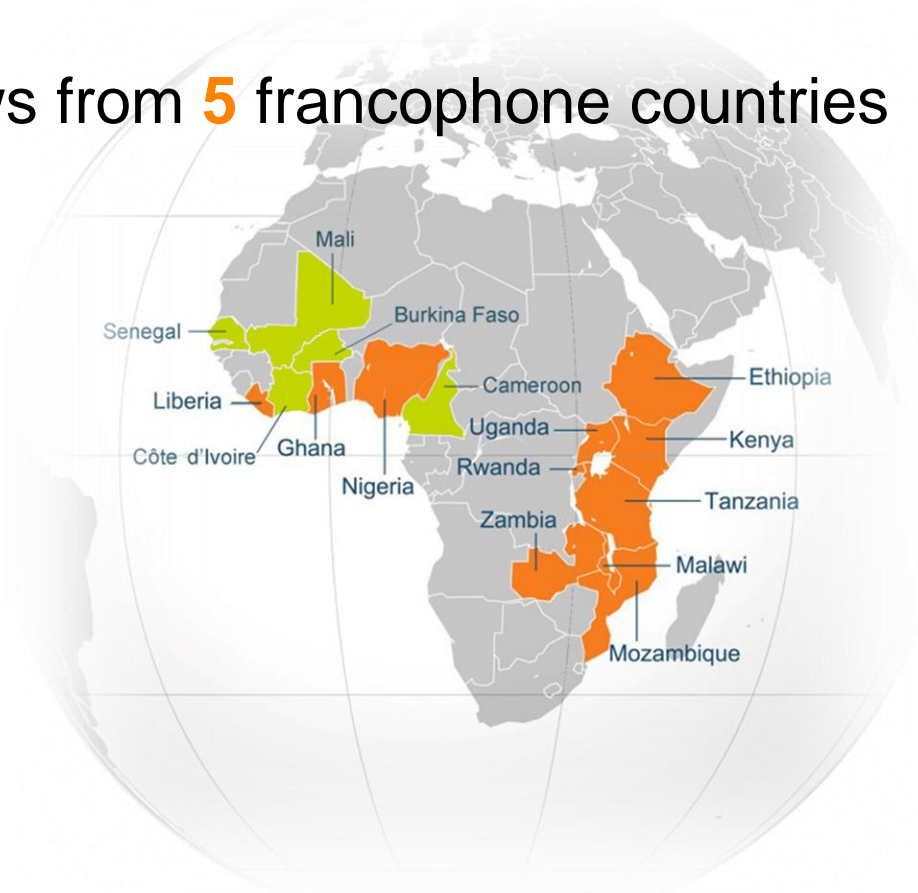 s from 5 francophone countries
Mali
Burkina Faso
Senegal
Cameroon
Ethiopia
Liberia
Uganda
Kenya
Côte d'Ivoire
Ghana
Rwanda
Nigeria
Tanzania
Zambia
Malawi
Mozambique